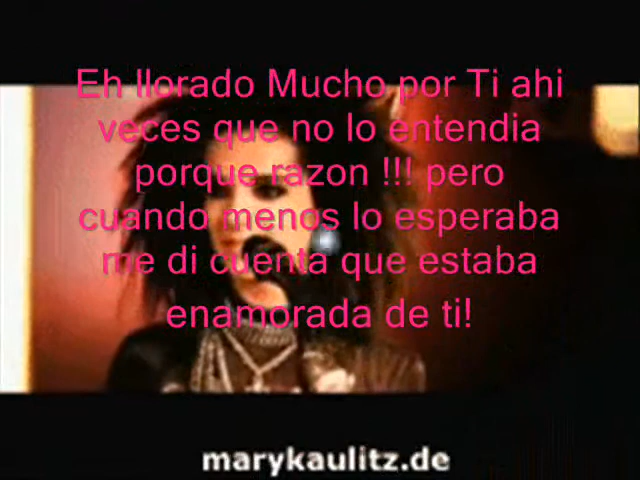 Eh llorado Mucho por Ti ahi
veces que no lo entendia
porque razon !!! pero
cuando menos lo esperaba
me di cuenta que estaba
enamorada de ti!
marykaulitz.de